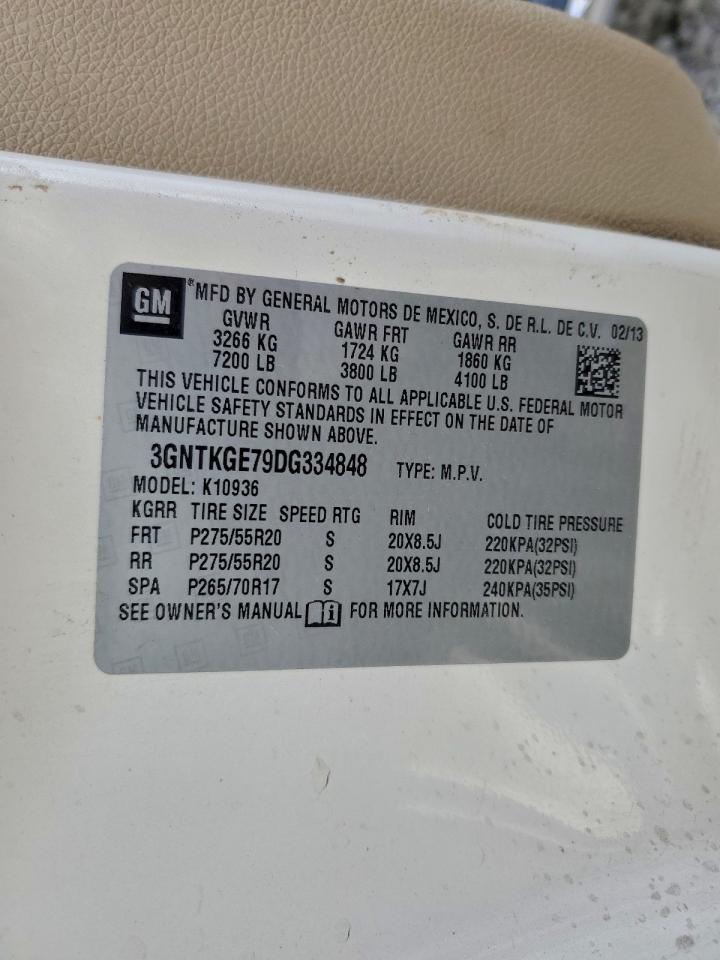 GM ® MFD BY GENERAL MOTORS DE MEXICO, S. DE R.L. DE C.V. 02/13
GVWR GAWR FRT GAWR RR
3266 KG 1724 KG 1860 KG
7200 LB 3800 LB 4100 LB
THIS VEHICLE CONFORMS TO ALL APPLICABLE U.S. FEDERAL MOTOR
VEHICLE SAFETY STANDARDS IN EFFECT ON THE DATE OF
MANUFACTURE SHOWN ABOVE.
3GNTKGE79DG334848 TYPE: M.P.V.
MODEL: K10936
KGRR TIRE SIZE SPEED RTG RIM COLD TIRE PRESSURE
FRT P275/55R20 S 20X8.5J 220KPA(32PSI)
RR P275/55R20 S 20X8.5J 220KPA(32PSI)
SPA P265/70R17 S 17X7J 240KPA(35PSI)
SEE OWNER'S MANUAL FOR MORE INFORMATION.